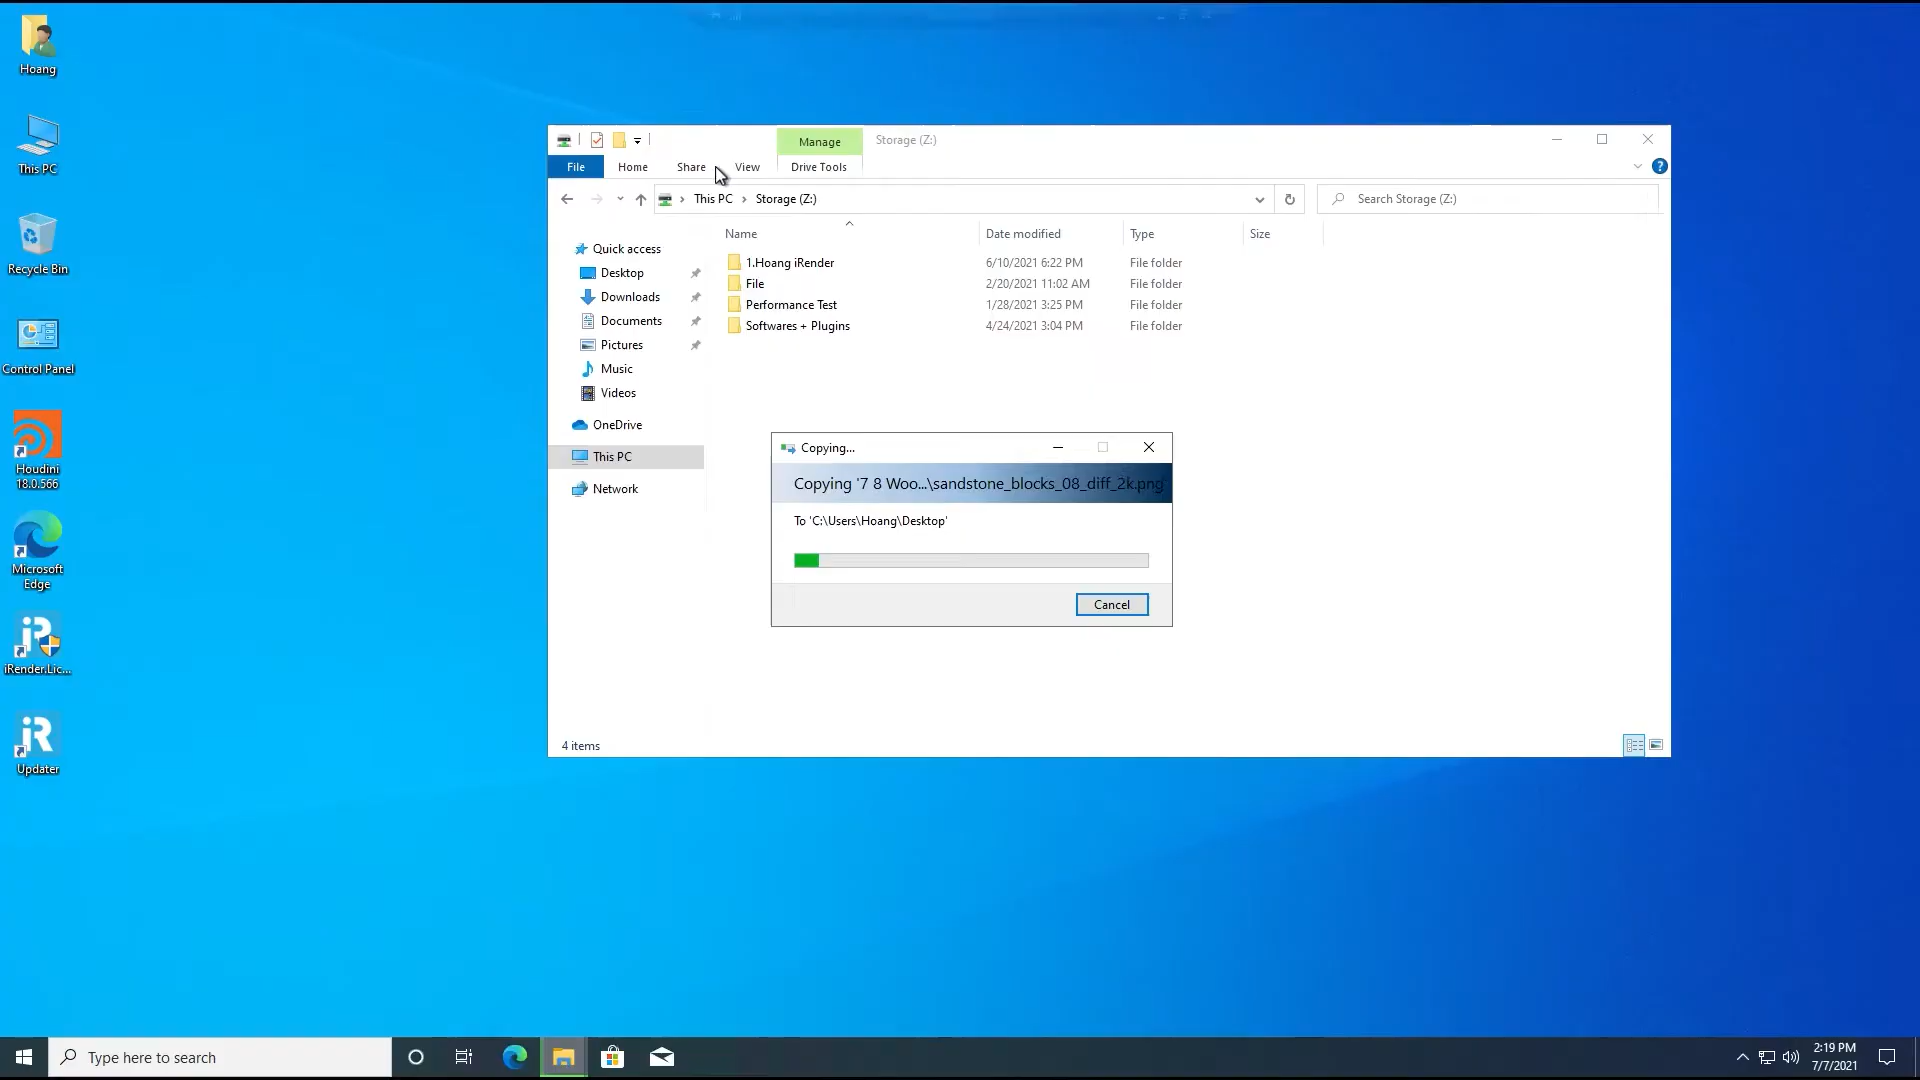 Hoang
This PC
Recycle Bin
Control Panel
Houdini
18.0.566
Microsoft
Edge
iRender.Lic...
Updater
Manage
Storage (Z:)
File
Home
Share
View
Drive Tools
This PC
Storage (Z:)
Search Storage (Z:)
Quick access
Desktop
Downloads
Documents
Pictures
Music
Videos
OneDrive
This PC
Network
Name
Date modified
Type
Size
1.Hoang iRender 6/10/2021 6:22 PM File folder
File 2/20/2021 11:02 AM File folder
Performance Test 1/28/2021 3:25 PM File folder
Softwares + Plugins 4/24/2021 3:04 PM File folder
Copying...
Copying '7 8 Woo...\sandstone_blocks_08_diff_2k.png
To 'C:\Users\Hoang\Desktop'
Cancel
4 items
Type here to search
2:19 PM
7/7/2021